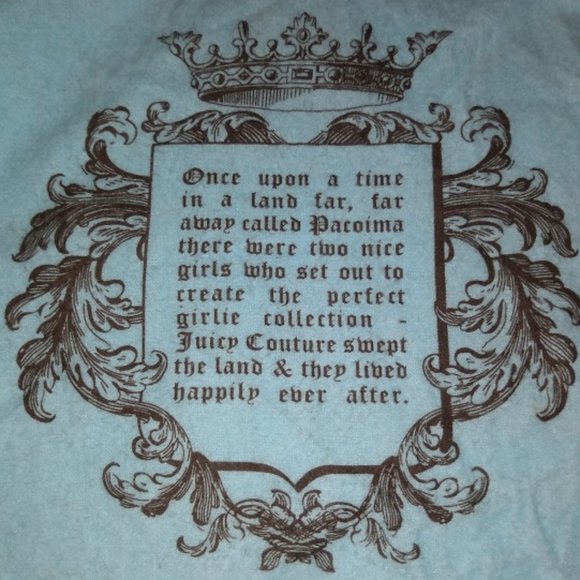 Once upon a time
in a land far, far
away called Pacoima
there were two nice
girls who set out to
create the perfect
girlie collection -
Juicy Couture swept
the land & they lived
happily ever after.